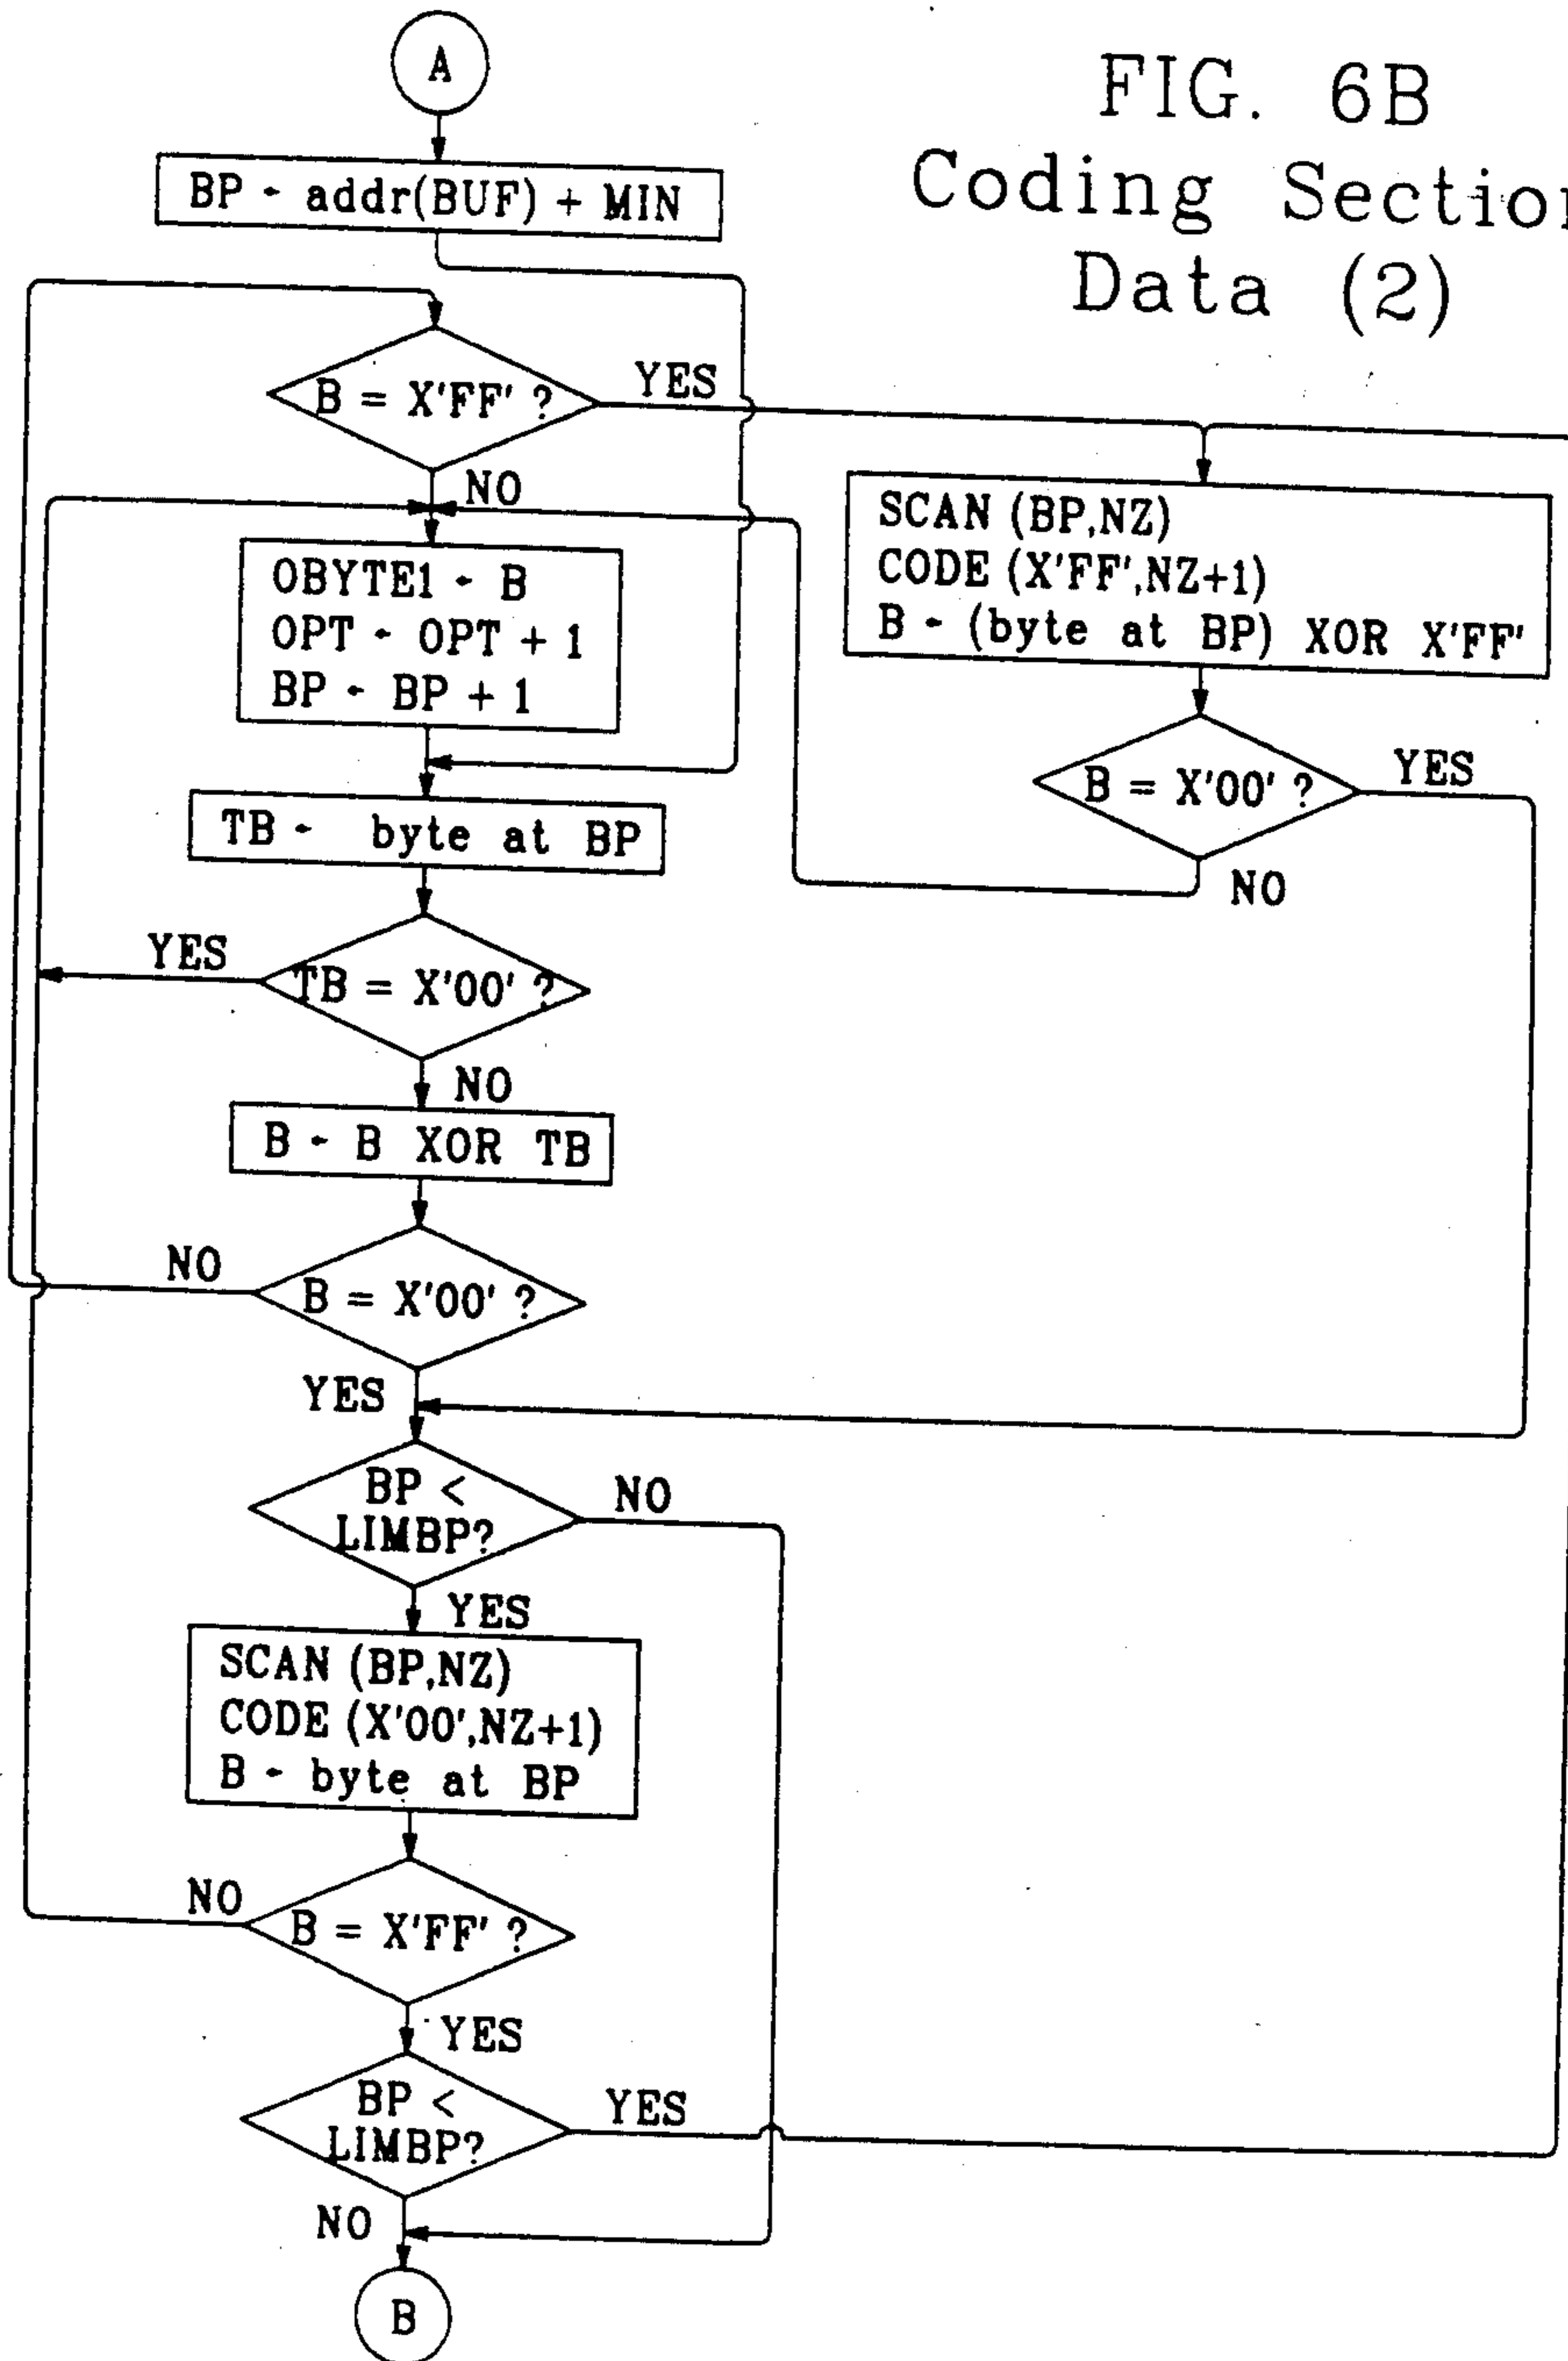 A
FIG. 6B
Coding Section
Data (2)
BP - addr(BUF) + MIN
B = X'FF' ?
YES
NO
SCAN (BP,NZ)
CODE (X'FF',NZ+1)
B - (byte at BP) XOR X'FF'
OBYTE1 - B
OPT - OPT + 1
BP - BP + 1
B = X'00' ?
YES
NO
TB - byte at BP
YES
TB = X'00' ?
NO
B - B XOR TB
NO
B = X'00' ?
YES
BP <
LIMBP?
NO
YES
SCAN (BP,NZ)
CODE (X'00',NZ+1)
B - byte at BP
NO
B = X'FF' ?
YES
BP <
LIMBP?
YES
NO
B